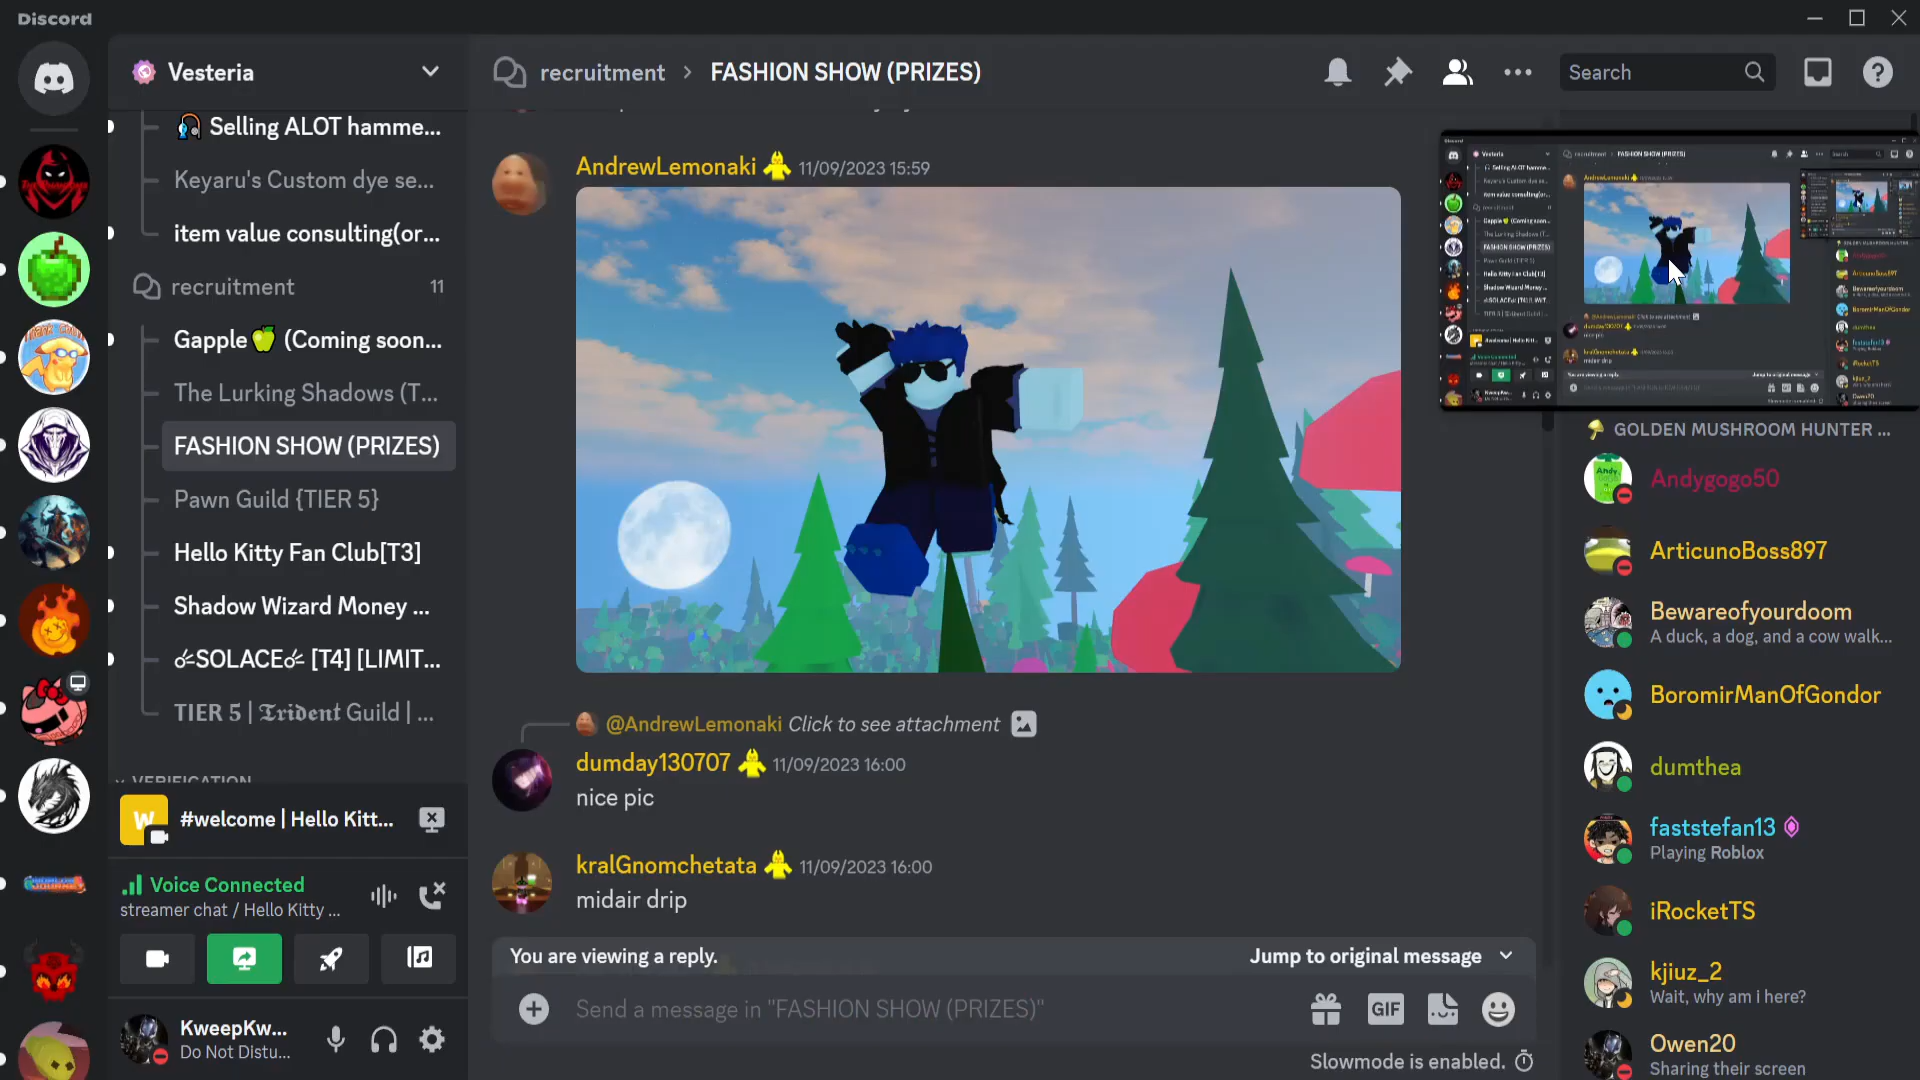 Discord
Vesteria
recruitment > FASHION SHOW (PRIZES)
Search
Selling ALOT hamme...
Keyaru's Custom dye se...
item value consulting(or...
recruitment 11
Gapple🍏 (Coming soon...
The Lurking Shadows (T...
FASHION SHOW (PRIZES)
Pawn Guild {TIER 5}
Hello Kitty Fan Club[T3]
Shadow Wizard Money ...
SOLACE [T4] [LIMIT...
TIER 5 | 𝕿𝖗𝖎𝖉𝖊𝖓𝖙 Guild | ...
VERIFICATION
W
#welcome | Hello Kitt...
Voice Connected
streamer chat / Hello Kitty ...
KweepKw...
Do Not Distu...
AndrewLemonaki 11/09/2023 15:59
@AndrewLemonaki Click to see attachment
dumday130707 11/09/2023 16:00
nice pic
kralGnomchetata 11/09/2023 16:00
midair drip
You are viewing a reply.
Jump to original message
Send a message in "FASHION SHOW (PRIZES)"
GIF
Slowmode is enabled.
GOLDEN MUSHROOM HUNTER ...
Andygogo50
ArticunoBoss897
Bewareofyourdoom
A duck, a dog, and a cow walk...
BoromirManOfGondor
dumthea
faststefan13
Playing Roblox
iRocketTS
kjiuz_2
Wait, why am i here?
Owen20
Sharing their screen